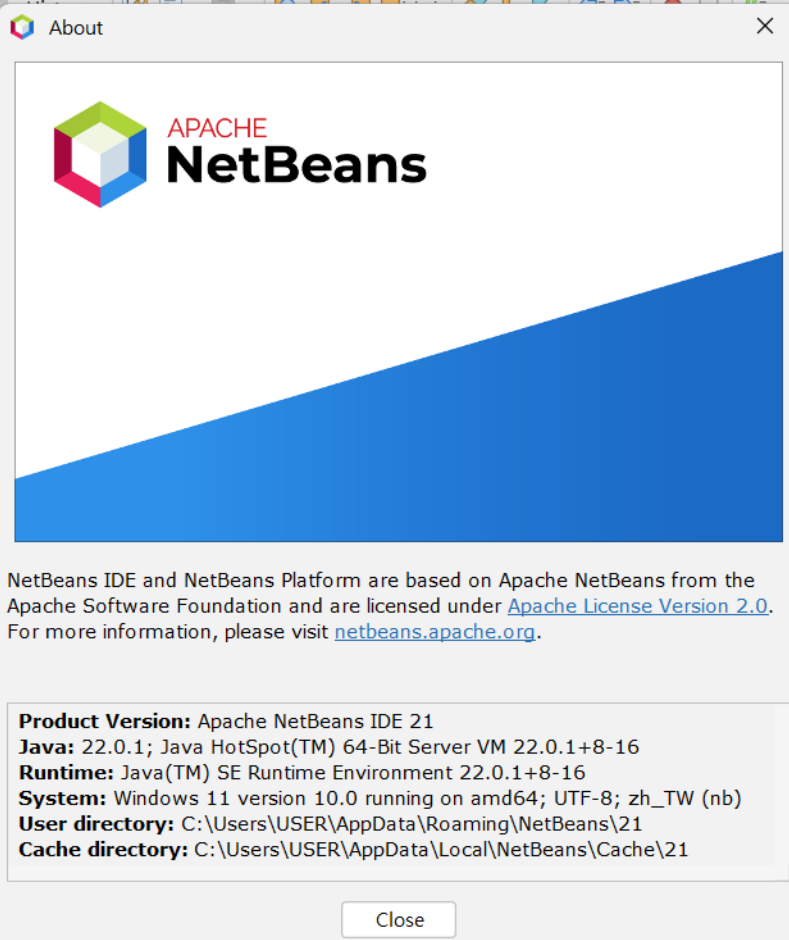 About
APACHE
NetBeans
NetBeans IDE and NetBeans Platform are based on Apache NetBeans from the
Apache Software Foundation and are licensed under Apache License Version 2.0.
For more information, please visit netbeans.apache.org.
Product Version: Apache NetBeans IDE 21
Java: 22.0.1; Java HotSpot(TM) 64-Bit Server VM 22.0.1+8-16
Runtime: Java(TM) SE Runtime Environment 22.0.1+8-16
System: Windows 11 version 10.0 running on amd64; UTF-8; zh_TW (nb)
User directory: C:\Users\USER\AppData\Roaming\NetBeans\21
Cache directory: C:\Users\USER\AppData\Local\NetBeans\Cache\21
Close